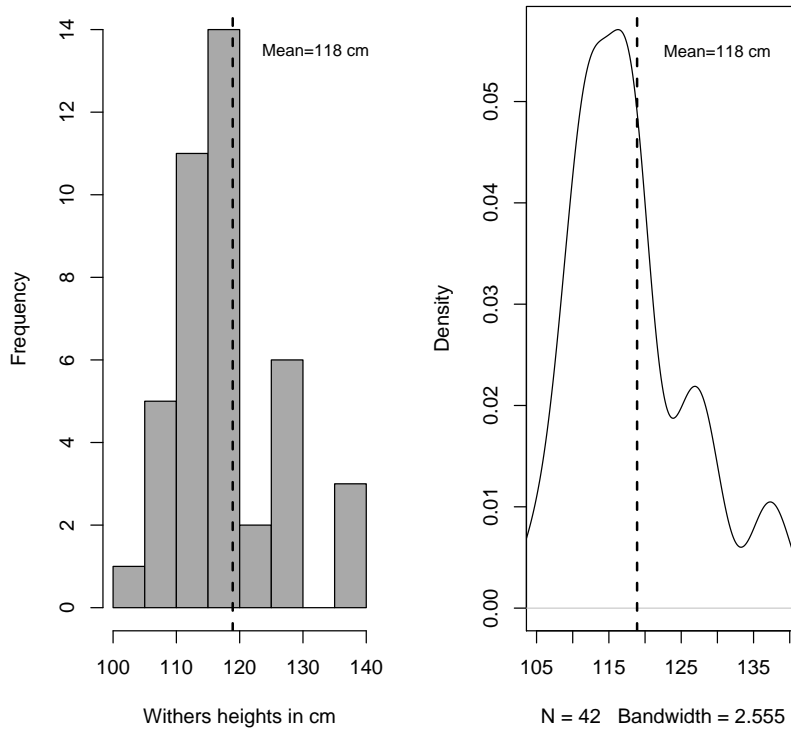 Mean=118 cm
Frequency
0
2
4
6
8
10
12
14
100 110 120 130 140
Withers heights in cm
Mean=118 cm
Density
0.00
0.01
0.02
0.03
0.04
0.05
105 115 125 135
N = 42 Bandwidth = 2.555